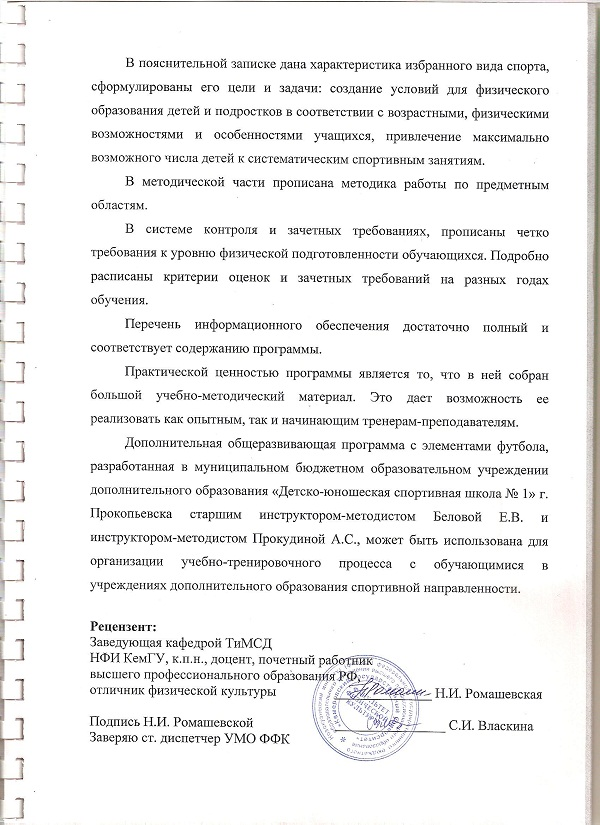 В пояснительной записке дана характеристика избранного вида спорта,
сформулированы его цели и задачи: создание условий для физического
образования детей и подростков в соответствии с возрастными, физическими
возможностями и особенностями учащихся, привлечение максимально
возможного числа детей к систематическим спортивным занятиям.
В методической части прописана методика работы по предметным
областям.
В системе контроля и зачетных требованиях, прописаны четко
требования к уровню физической подготовленности обучающихся. Подробно
расписаны критерии оценок и зачетных требований на разных годах
обучения.
Перечень информационного обеспечения достаточно полный и
соответствует содержанию программы.
Практической ценностью программы является то, что в ней собран
большой учебно-методический материал. Это дает возможность ее
реализовать как опытным, так и начинающим тренерам-преподавателям.
Дополнительная общеразвивающая программа с элементами футбола,
разработанная в муниципальном бюджетном образовательном учреждении
дополнительного образования «Детско-юношеская спортивная школа № 1» г.
Прокопьевска старшим инструктором-методистом Беловой Е.В. и
инструктором-методистом Прокудиной А.С., может быть использована для
организации учебно-тренировочного процесса с обучающимися в
учреждениях дополнительного образования спортивной направленности.
Рецензент:
Заведующая кафедрой ТиМСД
НФИ КемГУ, к.п.н., доцент, почетный работник
высшего профессионального образования РФ,
отличник физической культуры Н.И. Ромашевская
Подпись Н.И. Ромашевской С.И. Власкина
Заверяю ст. диспетчер УМО ФФК